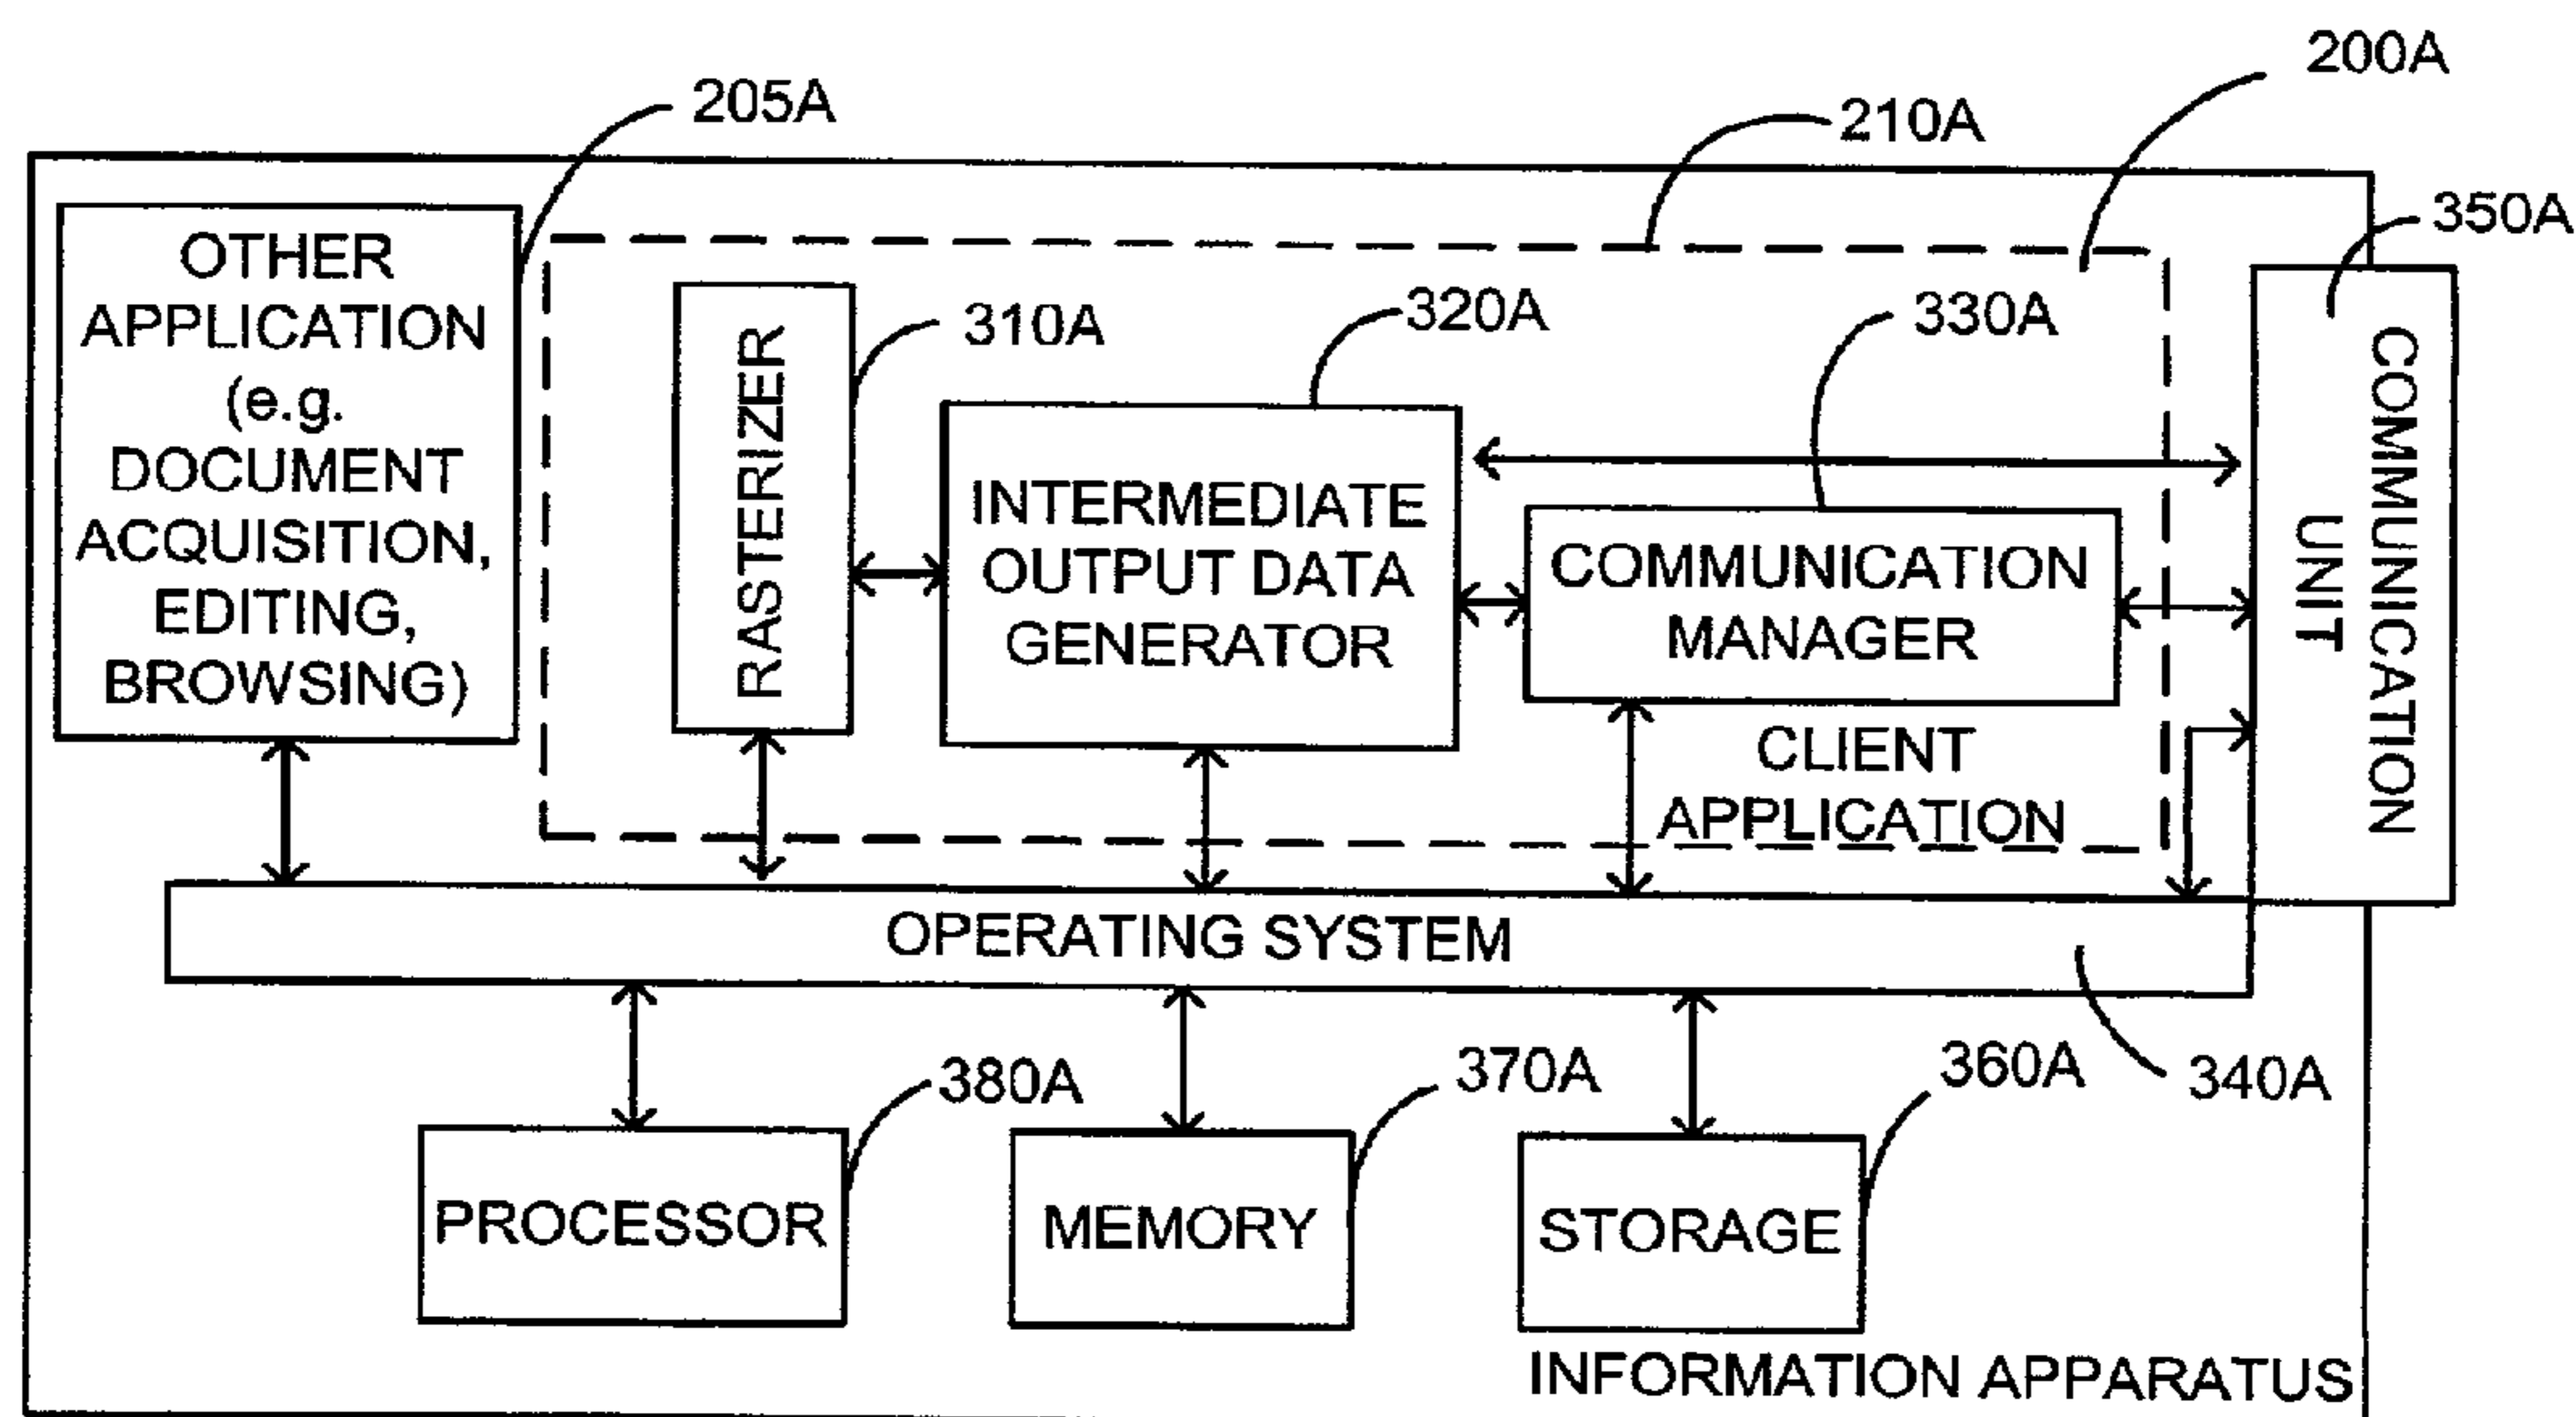 200A
205A
210A
350A
OTHER
APPLICATION
(e.g.
DOCUMENT
ACQUISITION,
EDITING,
BROWSING)
RASTERIZER
310A
320A
330A
INTERMEDIATE
OUTPUT DATA
GENERATOR
COMMUNICATION
MANAGER
COMMUNICATION
UNIT
CLIENT
APPLICATION
OPERATING SYSTEM
380A
370A
360A
340A
PROCESSOR
MEMORY
STORAGE
INFORMATION APPARATUS